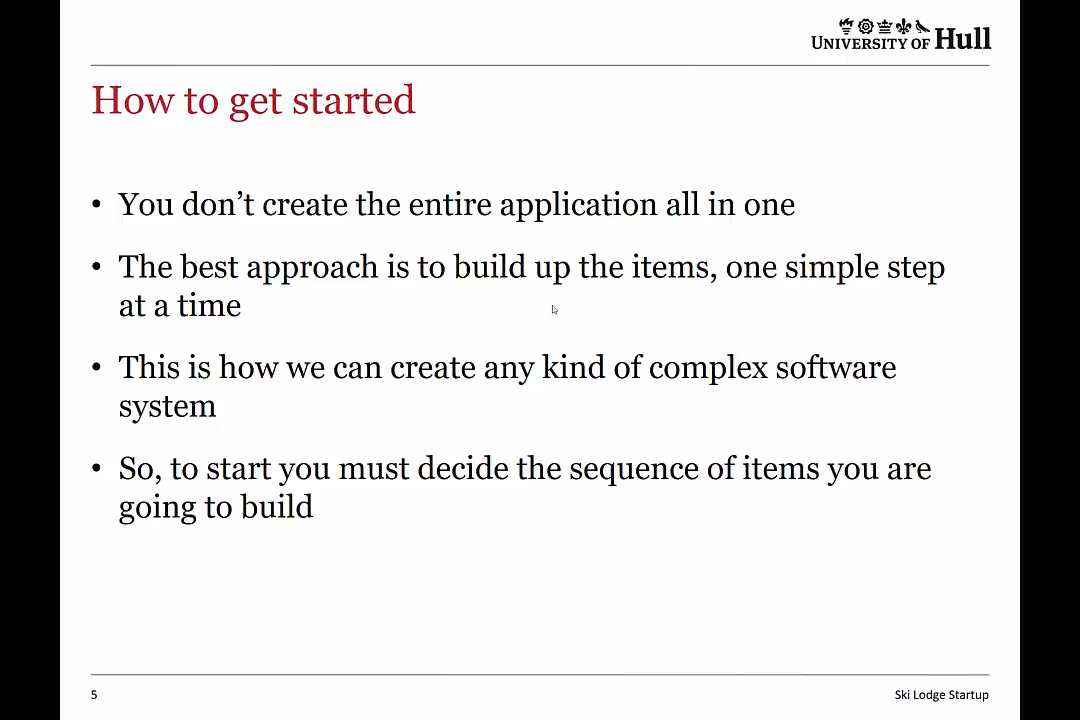 UNIVERSITY OF Hull
How to get started
• You don’t create the entire application all in one
• The best approach is to build up the items, one simple step
at a time
• This is how we can create any kind of complex software
system
• So, to start you must decide the sequence of items you are
going to build
5
Ski Lodge Startup